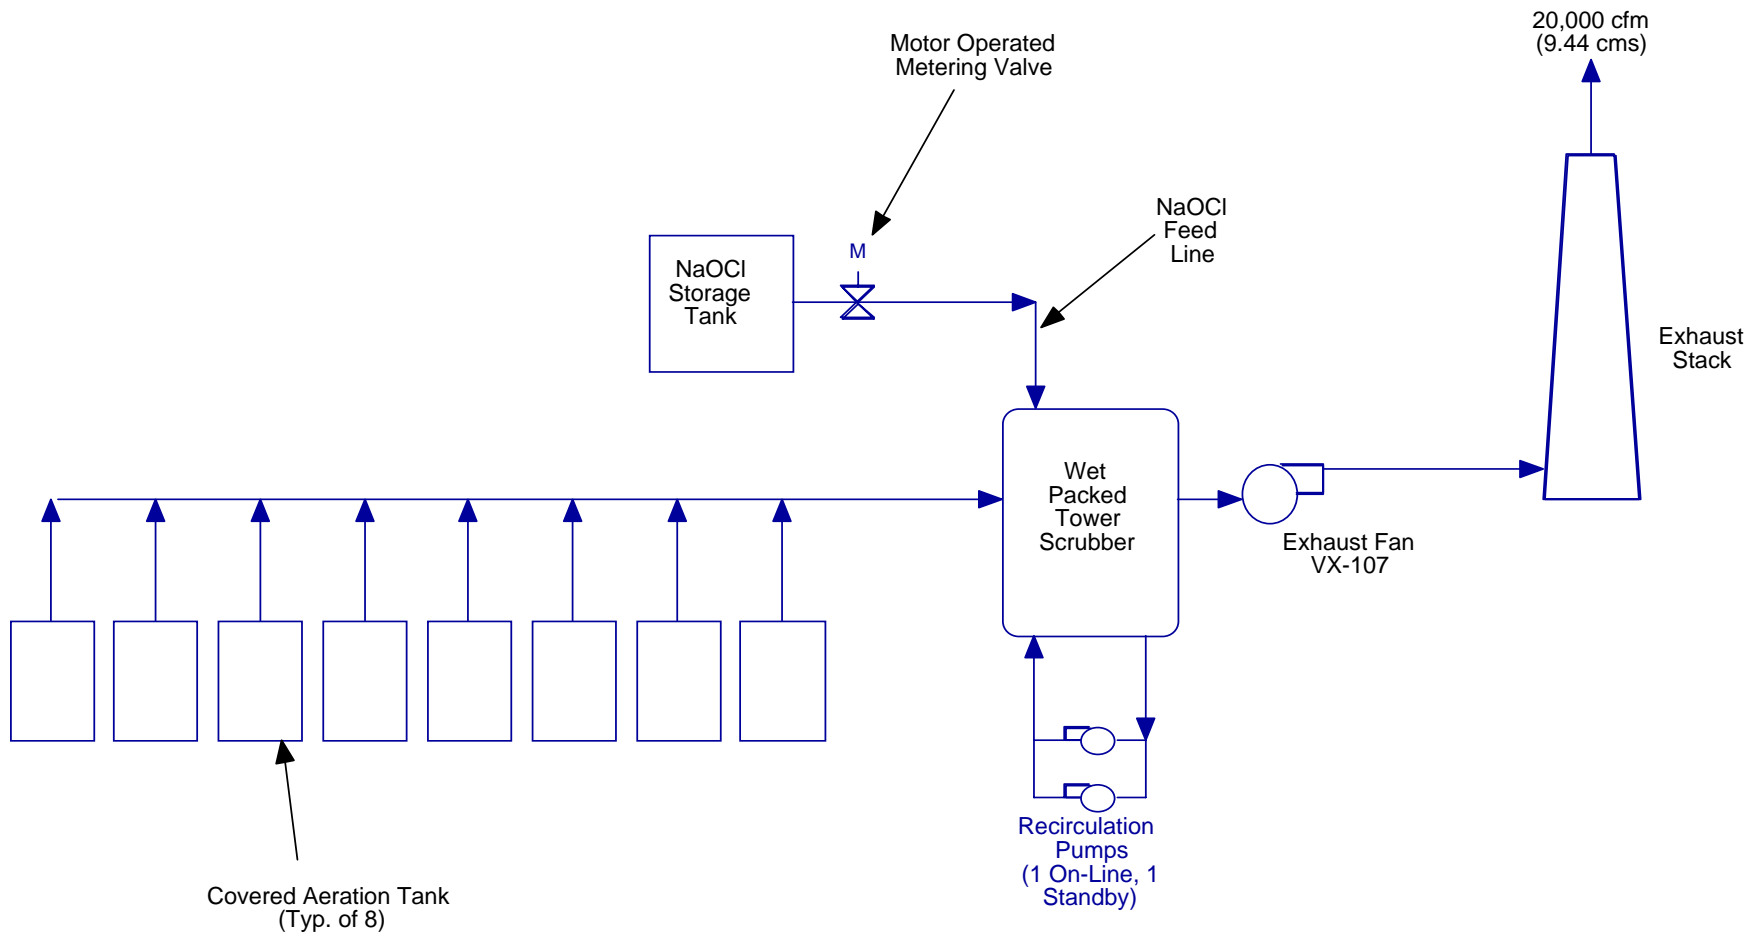 20,000 cfm
(9.44 cms)
Motor Operated
Metering Valve
NaOCl
Feed
Line
M
NaOCl
Storage
Tank
Exhaust
Stack
Wet
Packed
Tower
Scrubber
Exhaust Fan
VX-107
Recirculation
Pumps
(1 On-Line, 1
Standby)
Covered Aeration Tank
(Typ. of 8)